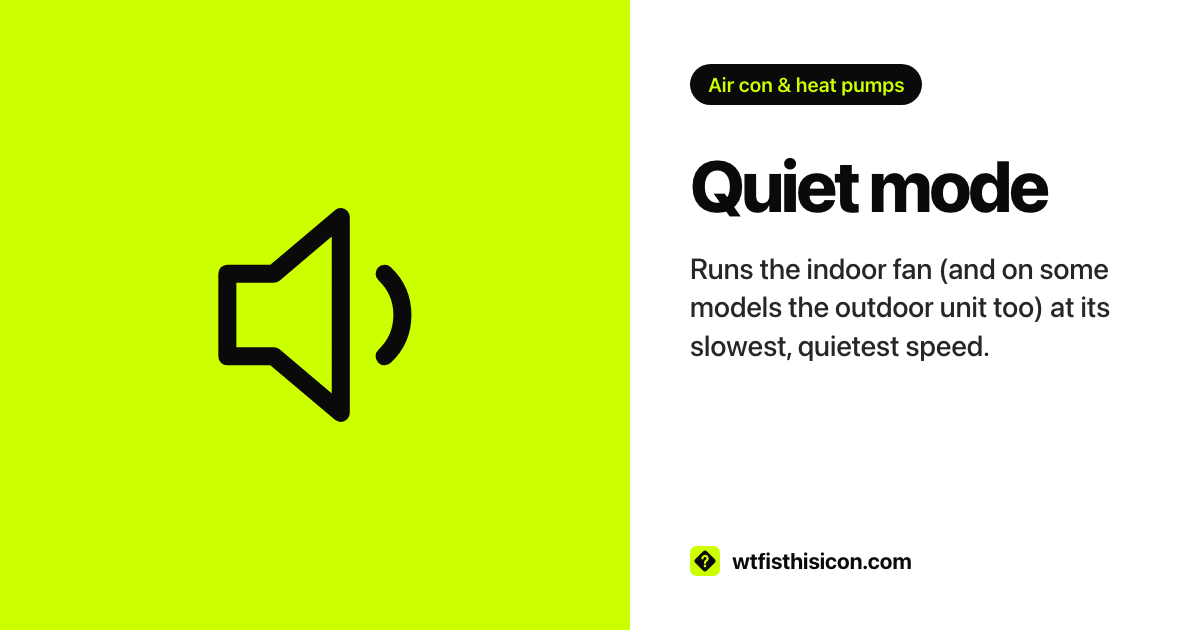 Air con & heat pumps
Quiet mode
Runs the indoor fan (and on some
models the outdoor unit too) at its
slowest, quietest speed.
?
wtfisthisicon.com